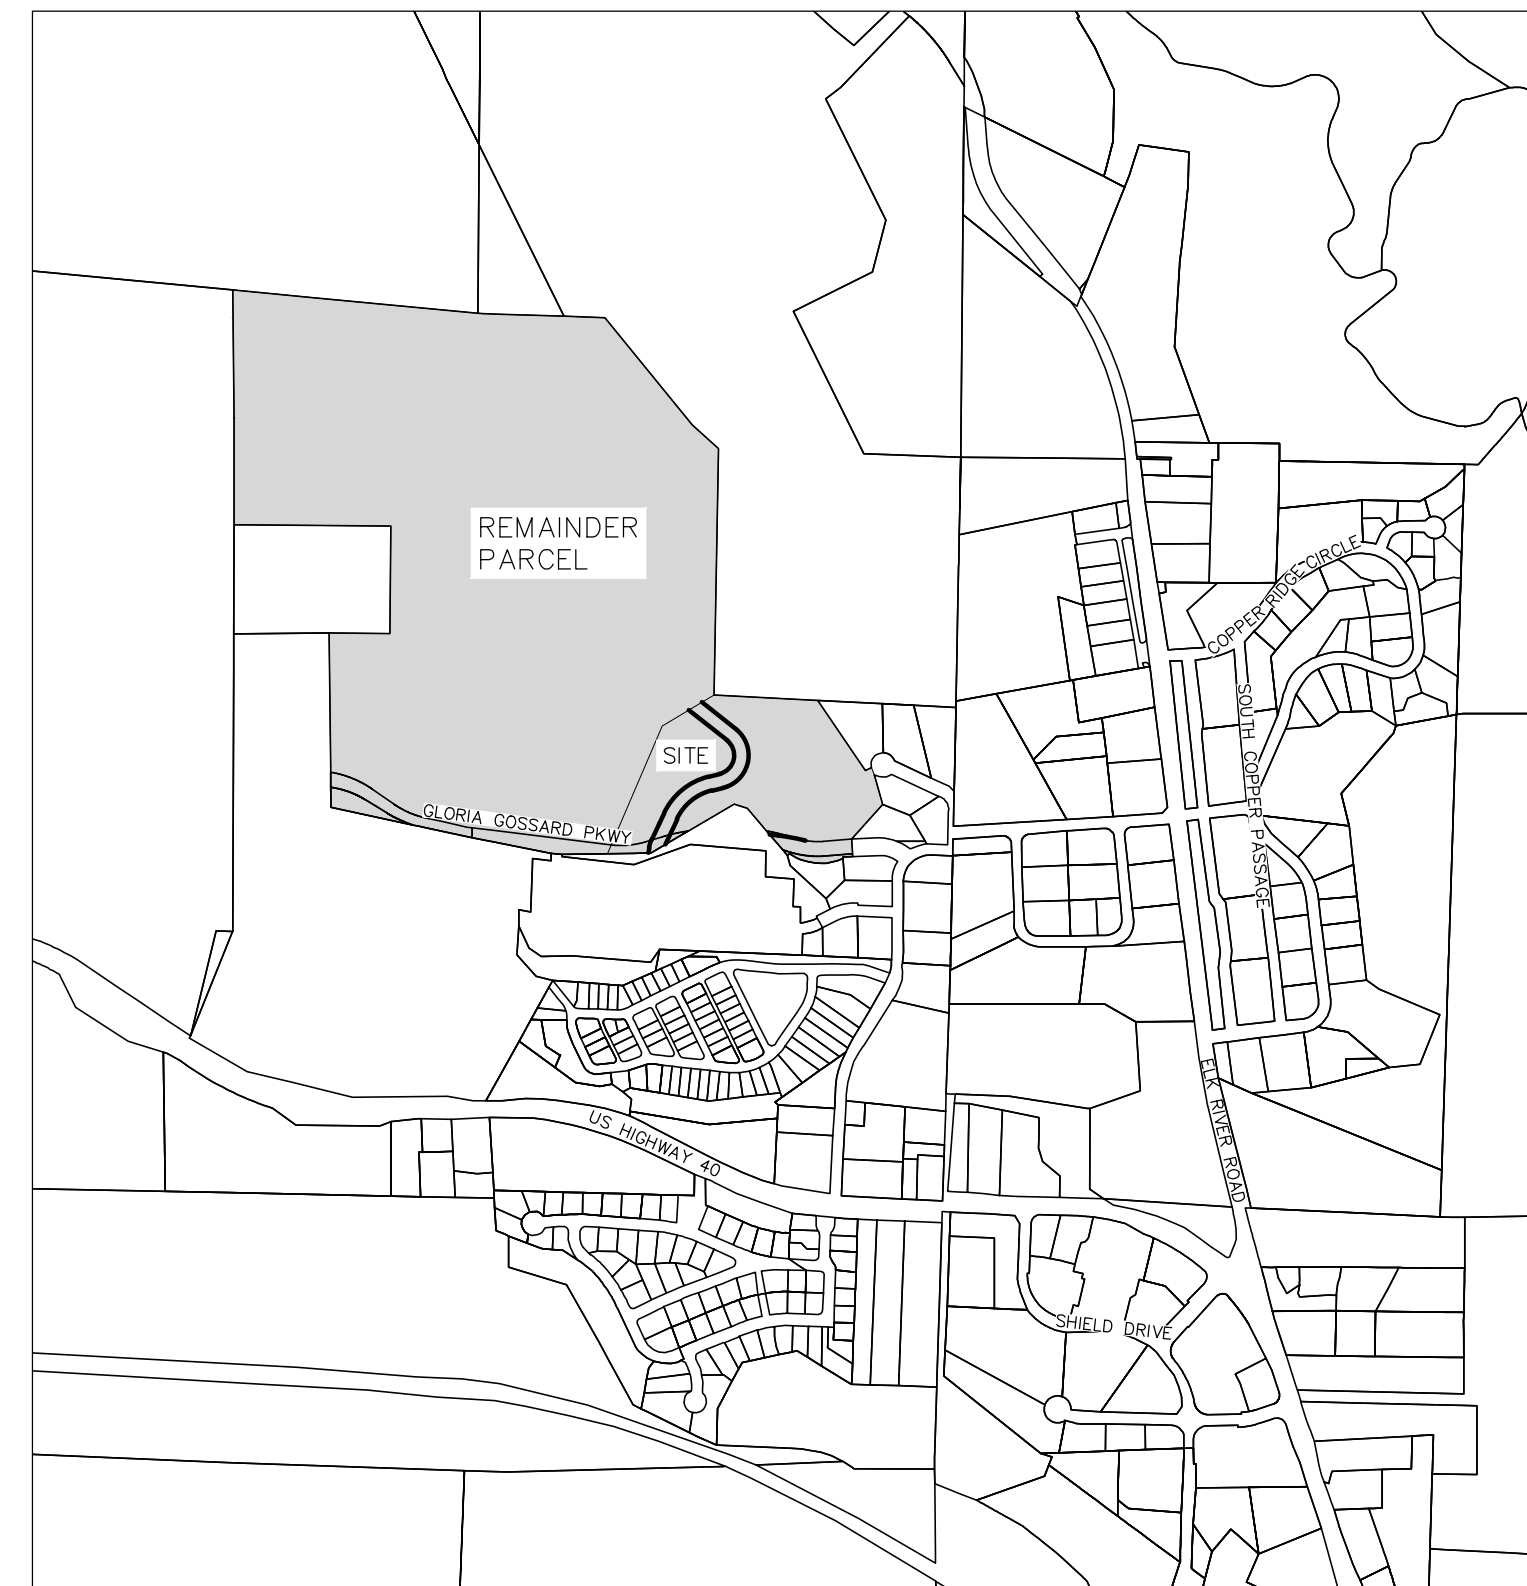 REMAINDER
PARCEL
COPPER RIDGE CIRCLE
SOUTH COPPER PASSAGE
SITE
GLORIA GOSSARD PKWY
ELK RIVER ROAD
US HIGHWAY 40
SHIELD DRIVE